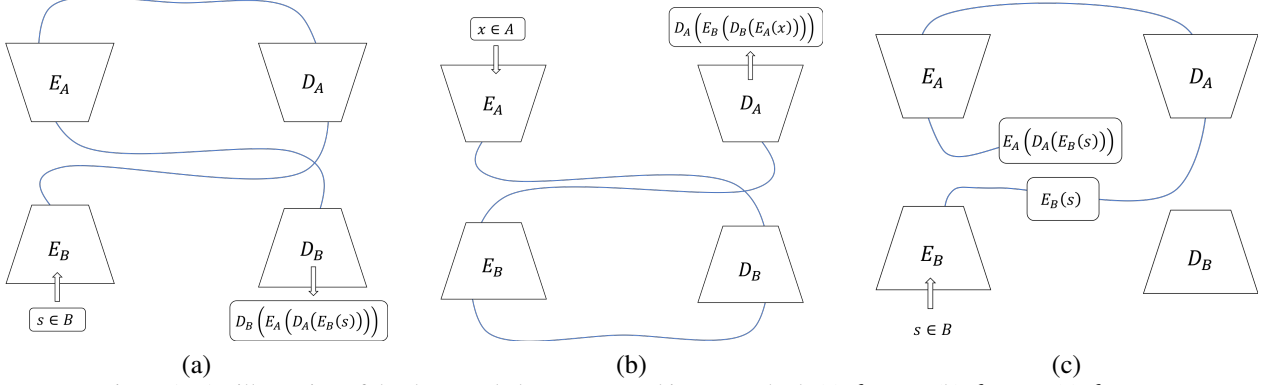 E_A
D_A
E_B
D_B
s ∈ B
D_B(E_A(D_A(E_B(s))))
(a)
x ∈ A
D_A(E_B(D_B(E_A(x))))
E_A
D_A
E_B
D_B
(b)
E_A
D_A
E_A(D_A(E_B(s)))
E_B(s)
E_B
D_B
s ∈ B
(c)